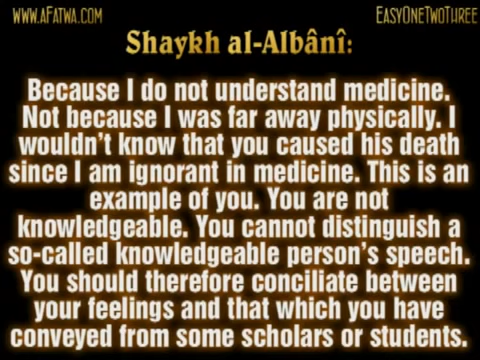 www.aFatwa.com
EasyOneTwoThree
Shaykh al-Albânî:
Because I do not understand medicine.
Not because I was far away physically. I
wouldn't know that you caused his death
since I am ignorant in medicine. This is an
example of you. You are not
knowledgeable. You cannot distinguish a
so-called knowledgeable person's speech.
You should therefore conciliate between
your feelings and that which you have
conveyed from some scholars or students.